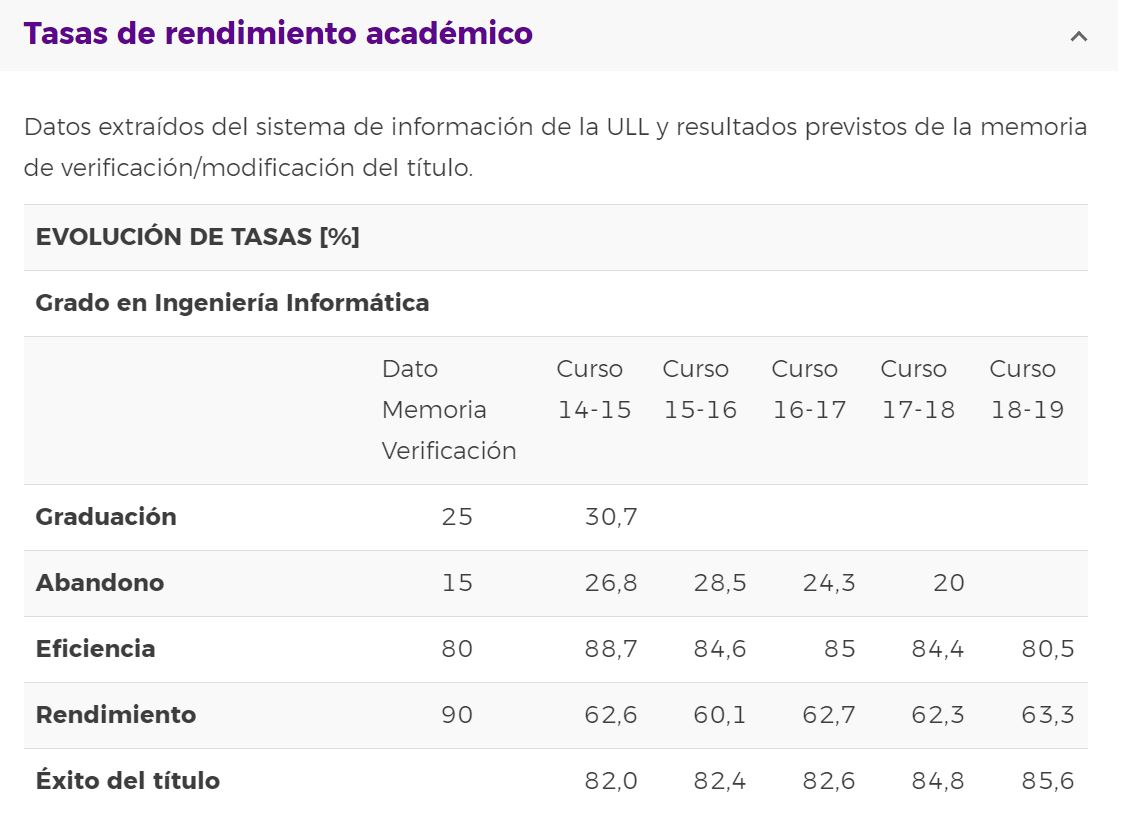 Tasas de rendimiento académico
Datos extraídos del sistema de información de la ULL y resultados previstos de la memoria
de verificación/modificación del título.
EVOLUCIÓN DE TASAS [%]
Grado en Ingeniería Informática
Dato Curso Curso Curso Curso Curso
Memoria 14-15 15-16 16-17 17-18 18-19
Verificación
Graduación 25 30,7
Abandono 15 26,8 28,5 24,3 20
Eficiencia 80 88,7 84,6 85 84,4 80,5
Rendimiento 90 62,6 60,1 62,7 62,3 63,3
Éxito del título 82,0 82,4 82,6 84,8 85,6